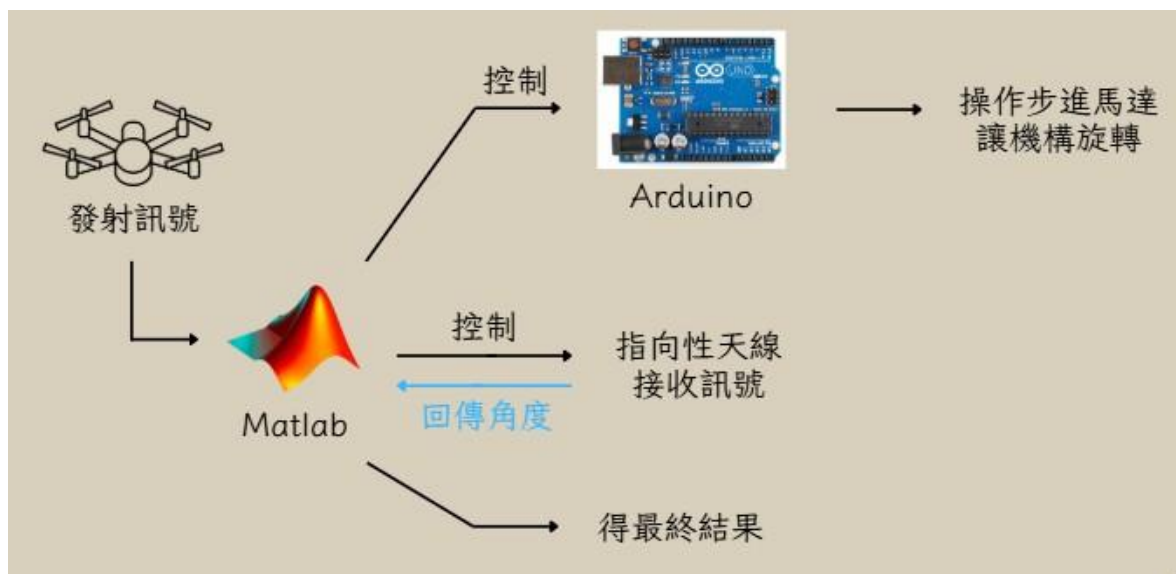 控制
操作步進馬達
讓機構旋轉
Arduino
發射訊號
控制
指向性天線
接收訊號
回傳角度
Matlab
得最終結果